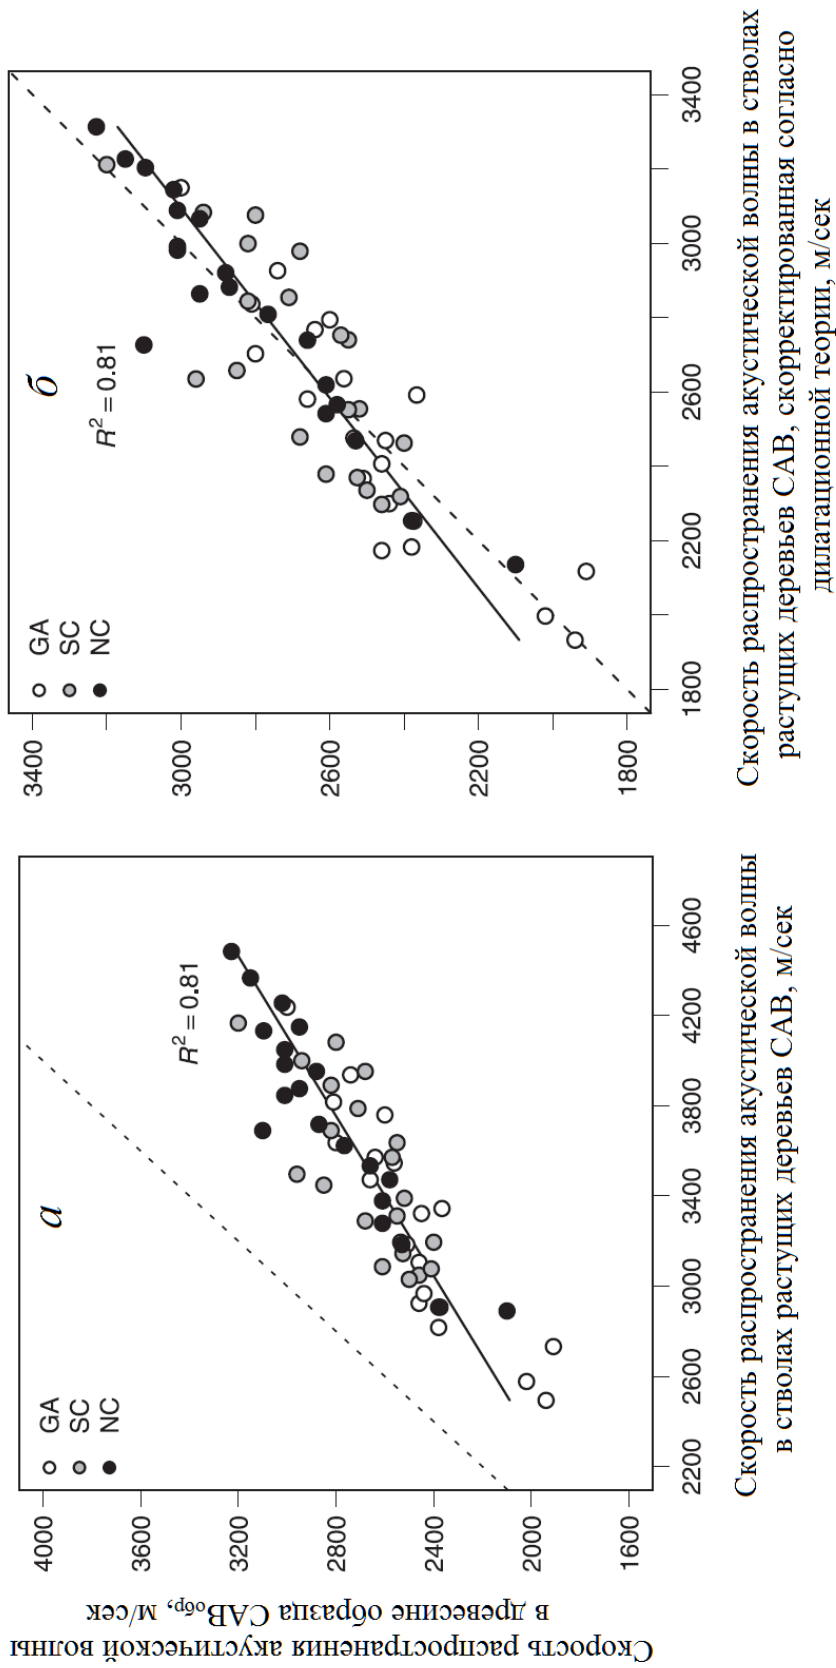 Скорость распространения акустической волны
в древесине образца САВобр, м/сек
а
GA
SC
NC
R² = 0.81
4000
3600
3200
2800
2400
2000
1600
2200 2600 3000 3400 3800 4200 4600
Скорость распространения акустической волны
в стволах растущих деревьев САВ, м/сек
б
GA
SC
NC
R² = 0.81
3400
3000
2600
2200
1800
1800 2200 2600 3000 3400
Скорость распространения акустической волны в стволах
растущих деревьев САВ, скорректированная согласно
дилатационной теории, м/сек